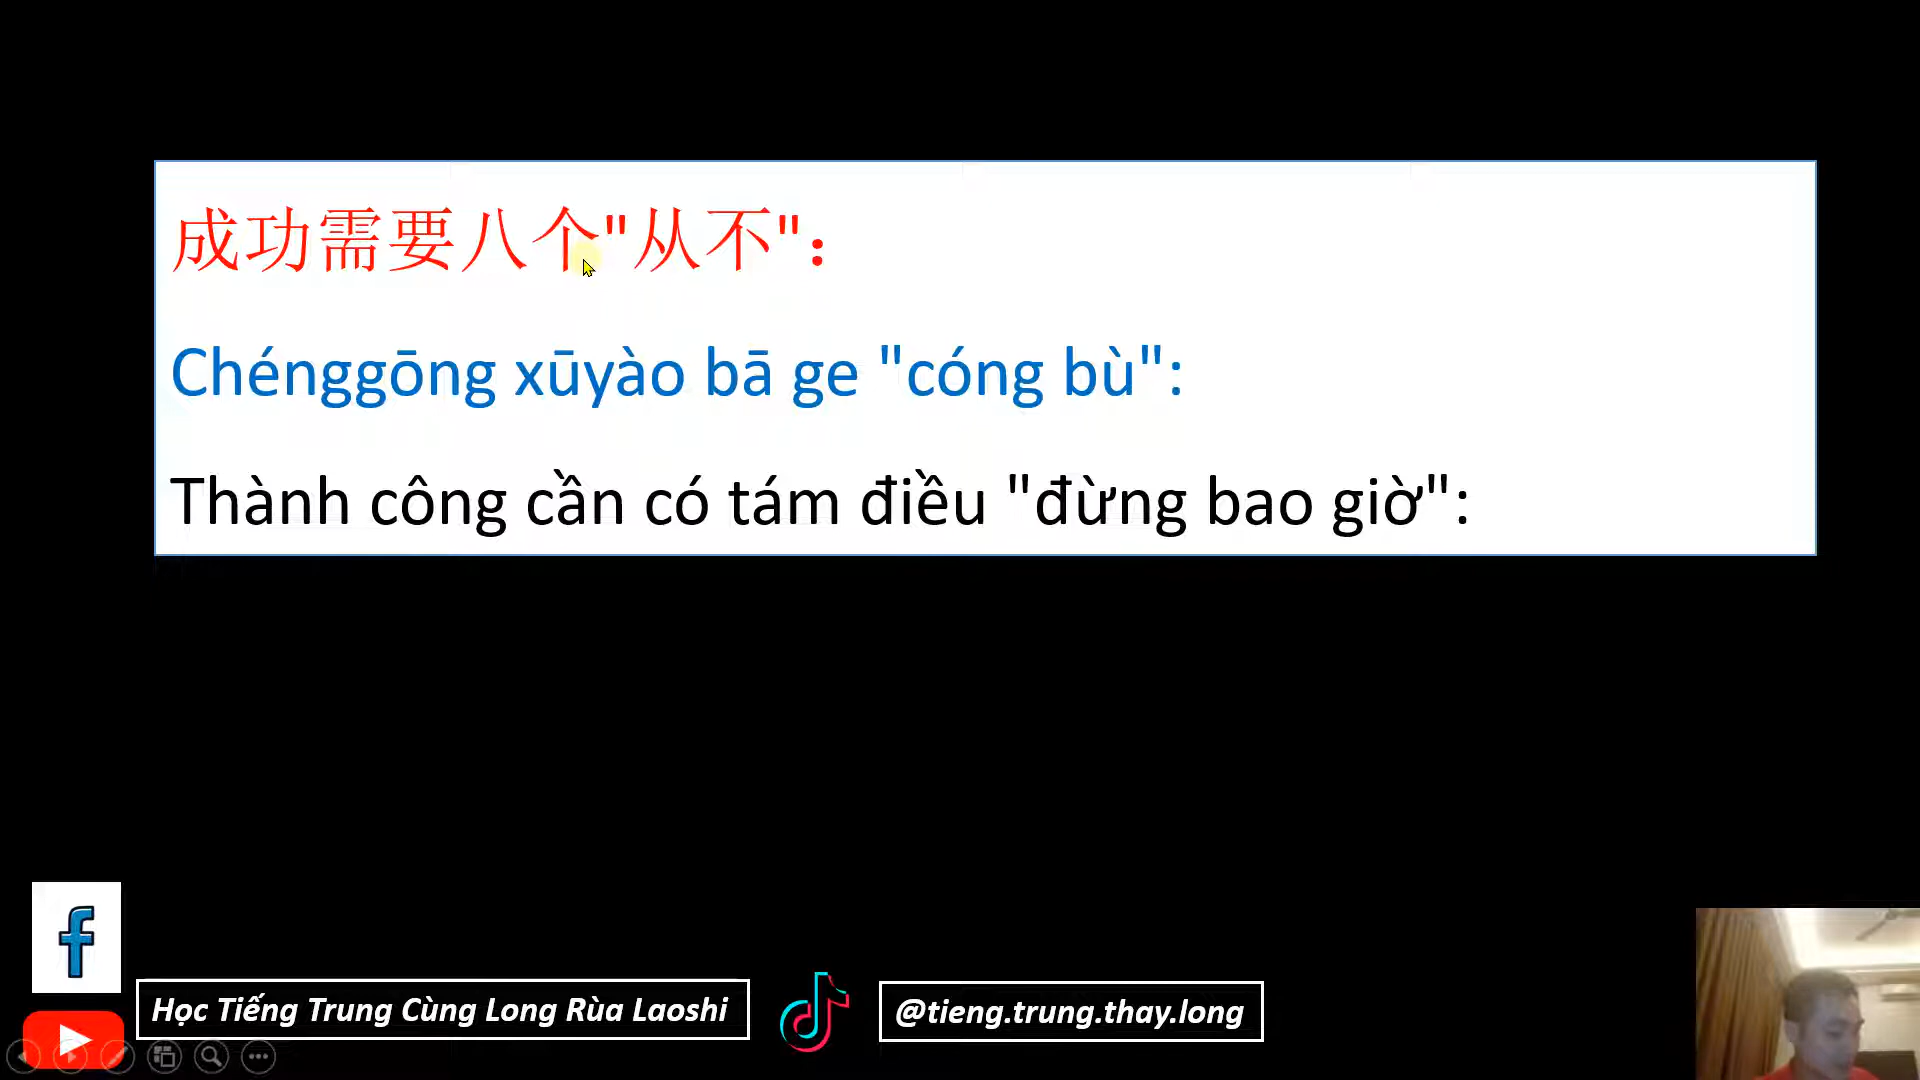 成功需要八个"从不"：
Chénggōng xūyào bā ge "cóng bù":
Thành công cần có tám điều "đừng bao giờ":
Học Tiếng Trung Cùng Long Rùa Laoshi
@tieng.trung.thay.long